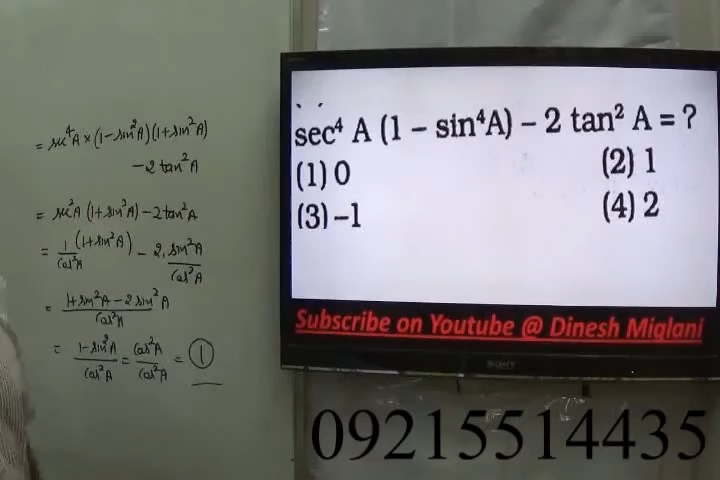 = sec⁴A × (1 – sin²A)(1 + sin²A)
– 2 tan²A
= sec²A (1 + sin²A) – 2 tan²A
= 1/cos²A (1 + sin²A) – 2 . sin²A/cos²A
= 1 + sin²A – 2 sin²A/cos²A
= 1 – sin²A/cos²A = cos²A/cos²A = 1
sec⁴ A (1 – sin⁴A) – 2 tan² A = ?
(1) 0 (2) 1
(3) –1 (4) 2
Subscribe on Youtube @ Dinesh Miglani
SONY
09215514435